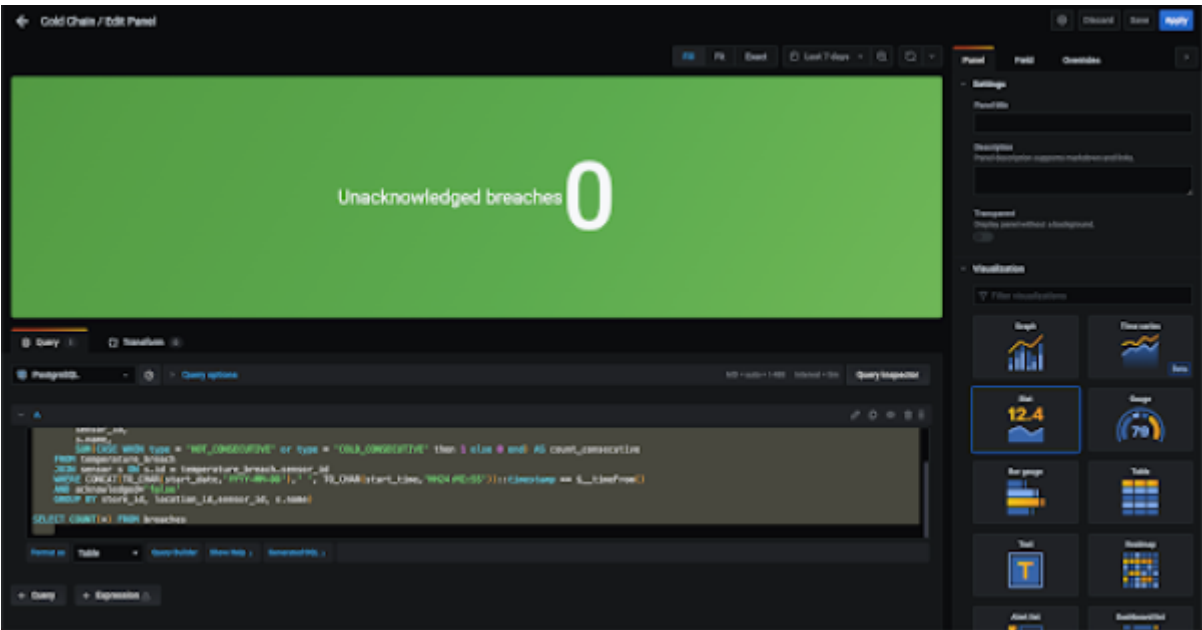 Cold Chain / Edit Panel
Discard Save Apply
Fill Fit Exact Last 7 days
Panel Field Overrides
Settings
Panel title
Description
Panel description supports markdown and links.
Transparent
Display panel without a background.
Visualization
Filter visualizations
Graph Time series
Beta
Stat Gauge
12.4 79
Bar gauge Table
Text Heatmap
T
Alert list Dashboard list
Unacknowledged breaches 0
Query 1 Transform 0
PostgreSQL Query options Query inspector
A
sensor_id,
s.name,
SUM(CASE WHEN type = 'HOT_CONSECUTIVE' or type = 'COLD_CONSECUTIVE' then 1 else 0 end) AS count_consecutive
FROM temperature_breach
JOIN sensor s ON s.id = temperature_breach.sensor_id
WHERE CONCAT(TO_CHAR(start_date,'YYYY-MM-DD'),' ', TO_CHAR(start_time,'HH24:MI:SS'))::timestamp == $__timeFrom()
AND acknowledged='false'
GROUP BY store_id, location_id,sensor_id, s.name)
SELECT COUNT(*) FROM breaches
Format as Table Query Builder Show Help Generated SQL
+ Query + Expression